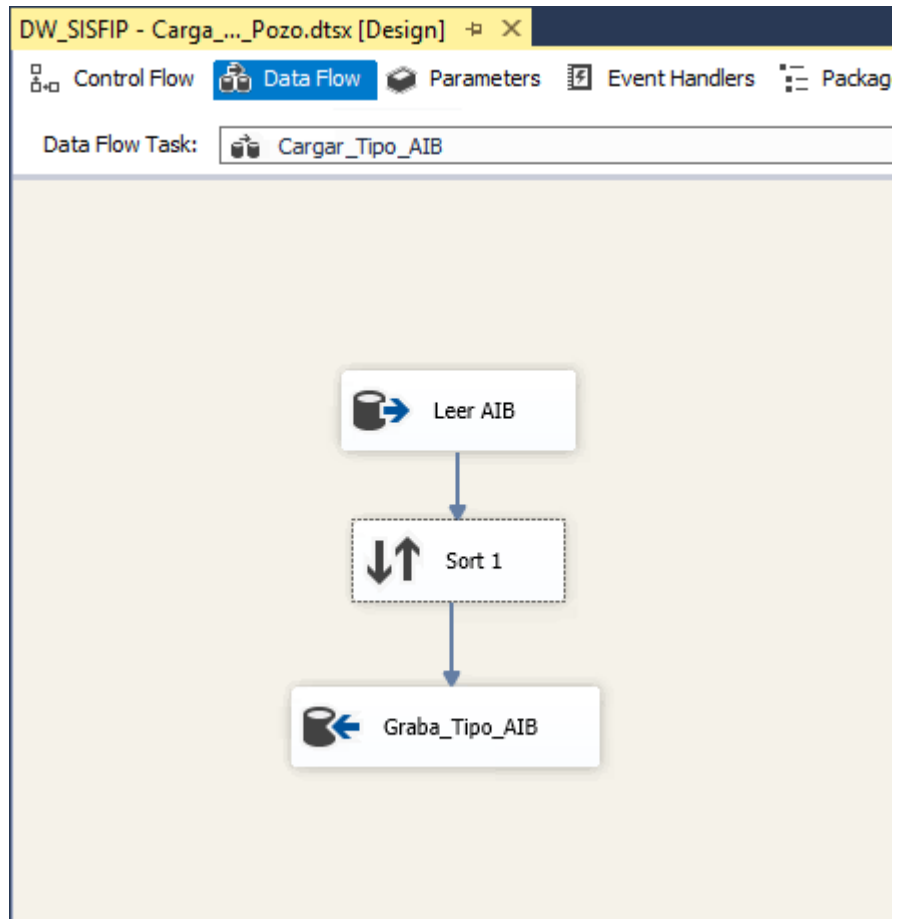 DW_SISFIP - Carga_..._Pozo.dtsx [Design]
Control Flow Data Flow Parameters Event Handlers Packag
Data Flow Task: Cargar_Tipo_AIB
Leer AIB
Sort 1
Graba_Tipo_AIB